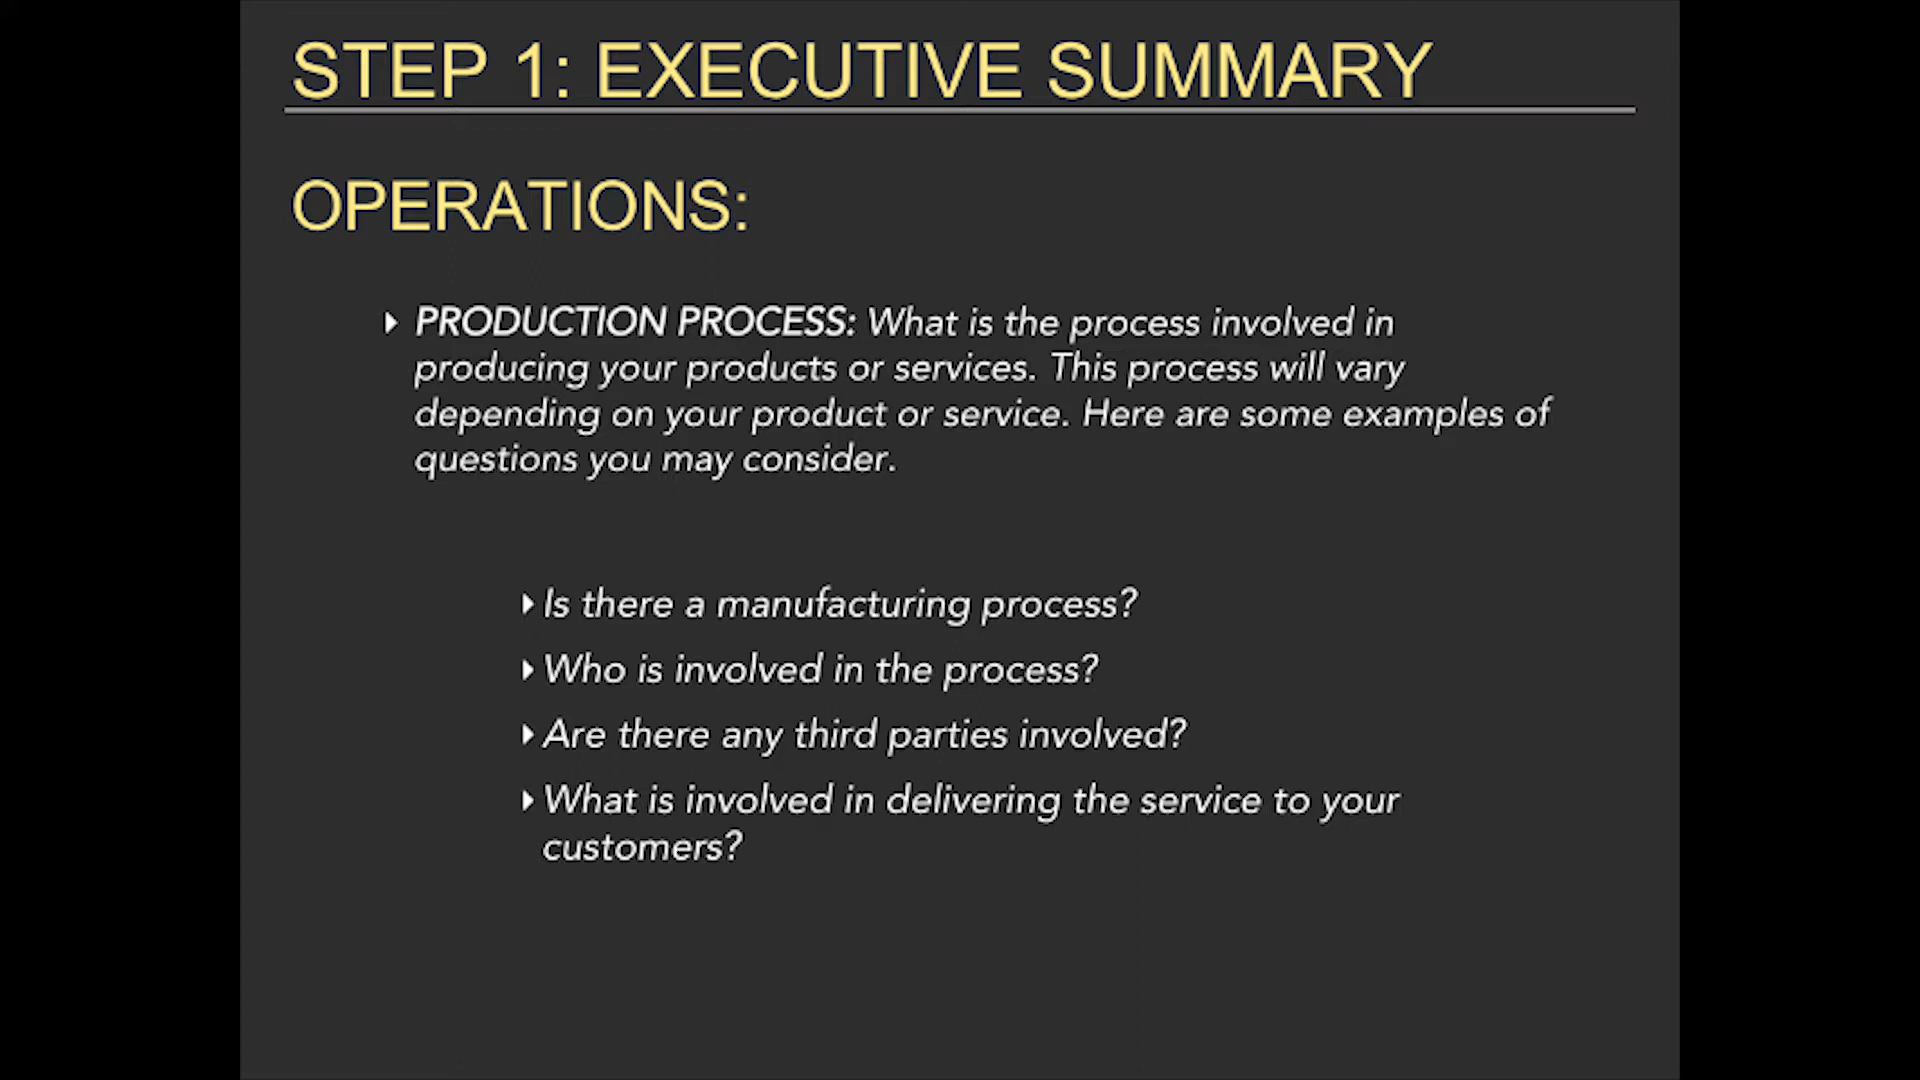 STEP 1: EXECUTIVE SUMMARY
OPERATIONS:
PRODUCTION PROCESS: What is the process involved in
producing your products or services. This process will vary
depending on your product or service. Here are some examples of
questions you may consider.
Is there a manufacturing process?
Who is involved in the process?
Are there any third parties involved?
What is involved in delivering the service to your
customers?